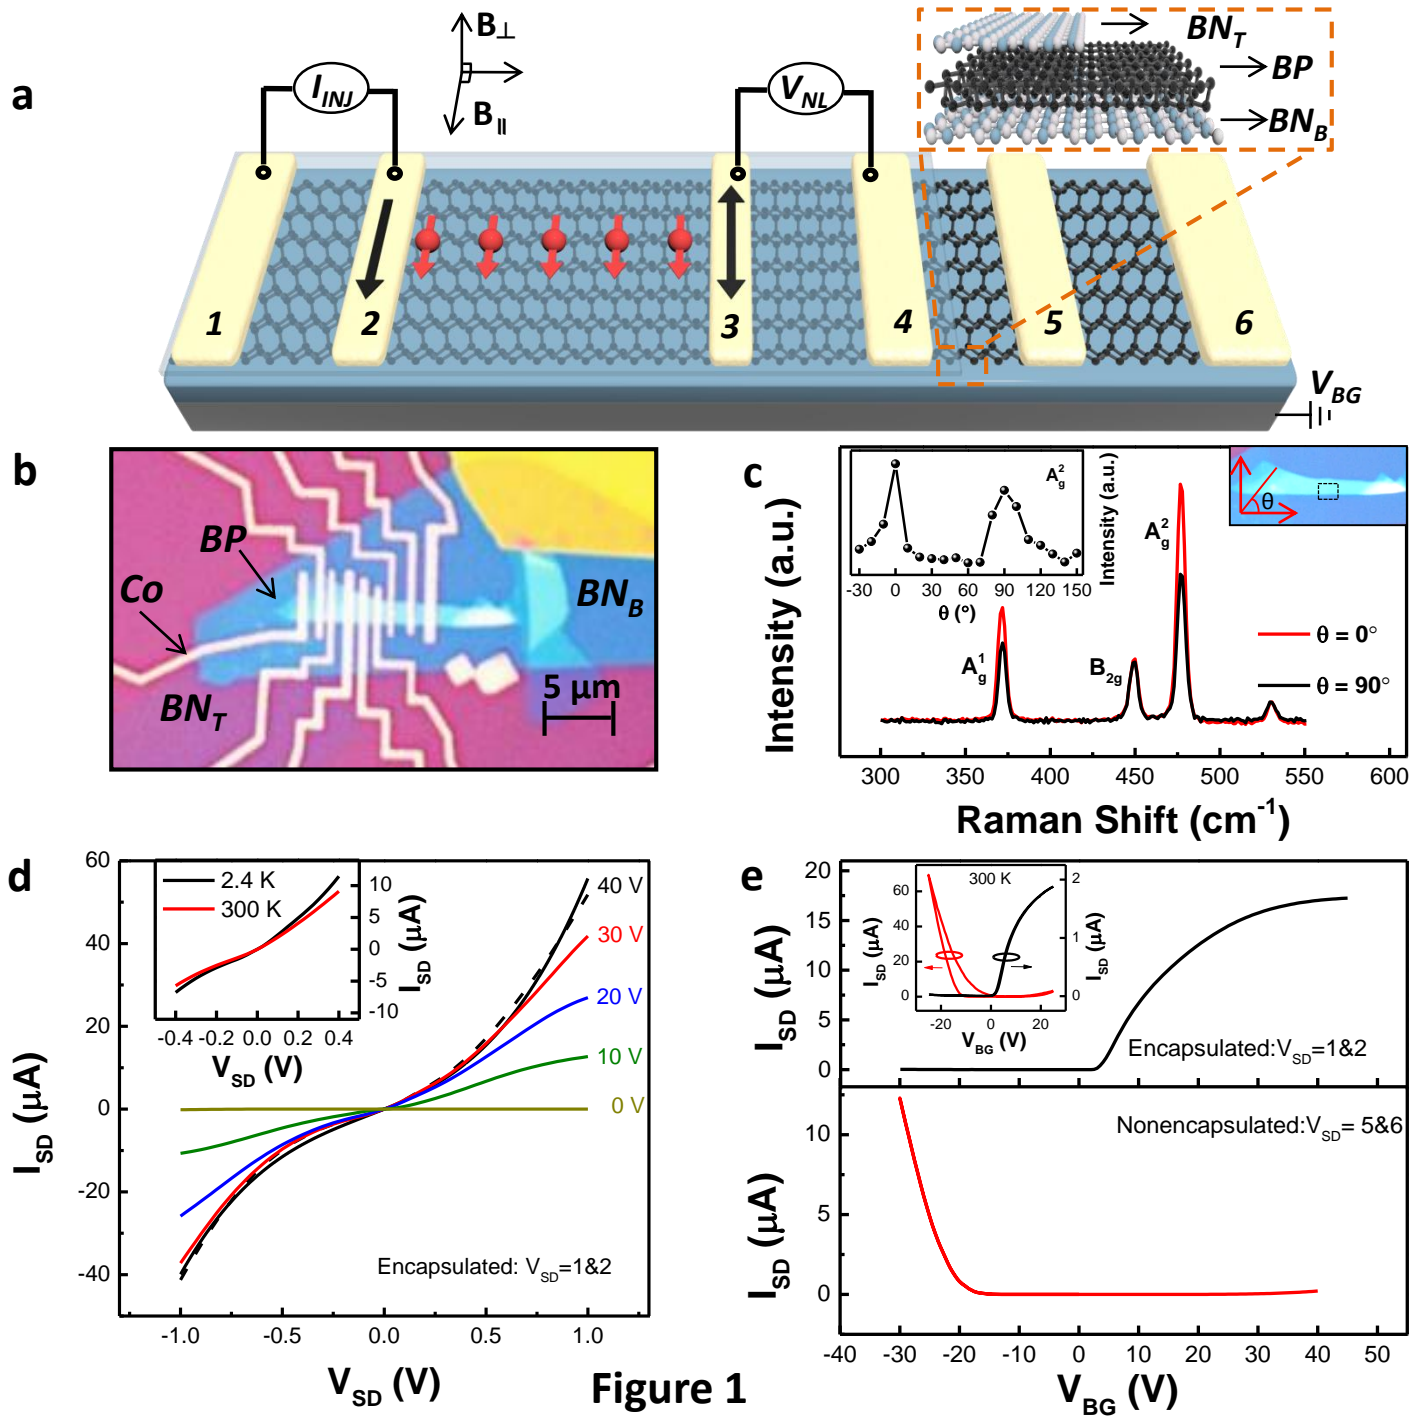 a
B⊥
B∥
I_INJ
V_NL
BN_T
BP
BN_B
1
2
3
4
5
6
V_BG
b
BP
Co
BN_T
BN_B
5 µm
c
Intensity (a.u.)
A²g
-30 0 30 60 90 120 150
θ (°)
Intensity (a.u.)
θ
A¹g
B2g
A²g
θ = 0°
θ = 90°
300 350 400 450 500 550 600
Raman Shift (cm⁻¹)
d
I_SD (µA)
60
40
20
0
-20
-40
2.4 K
300 K
10
5
0
-5
-10
I_SD (µA)
-0.4 -0.2 0.0 0.2 0.4
V_SD (V)
40 V
30 V
20 V
10 V
0 V
Encapsulated: V_SD=1&2
-1.0 -0.5 0.0 0.5 1.0
V_SD (V)
e
I_SD (µA)
20
15
10
5
0
300 K
I_SD (µA)
60
40
20
0
2
1
0
I_SD (µA)
-20 0 20
V_BG (V)
Encapsulated:V_SD=1&2
I_SD (µA)
10
5
0
Nonencapsulated:V_SD= 5&6
-40 -30 -20 -10 0 10 20 30 40 50
V_BG (V)
Figure 1